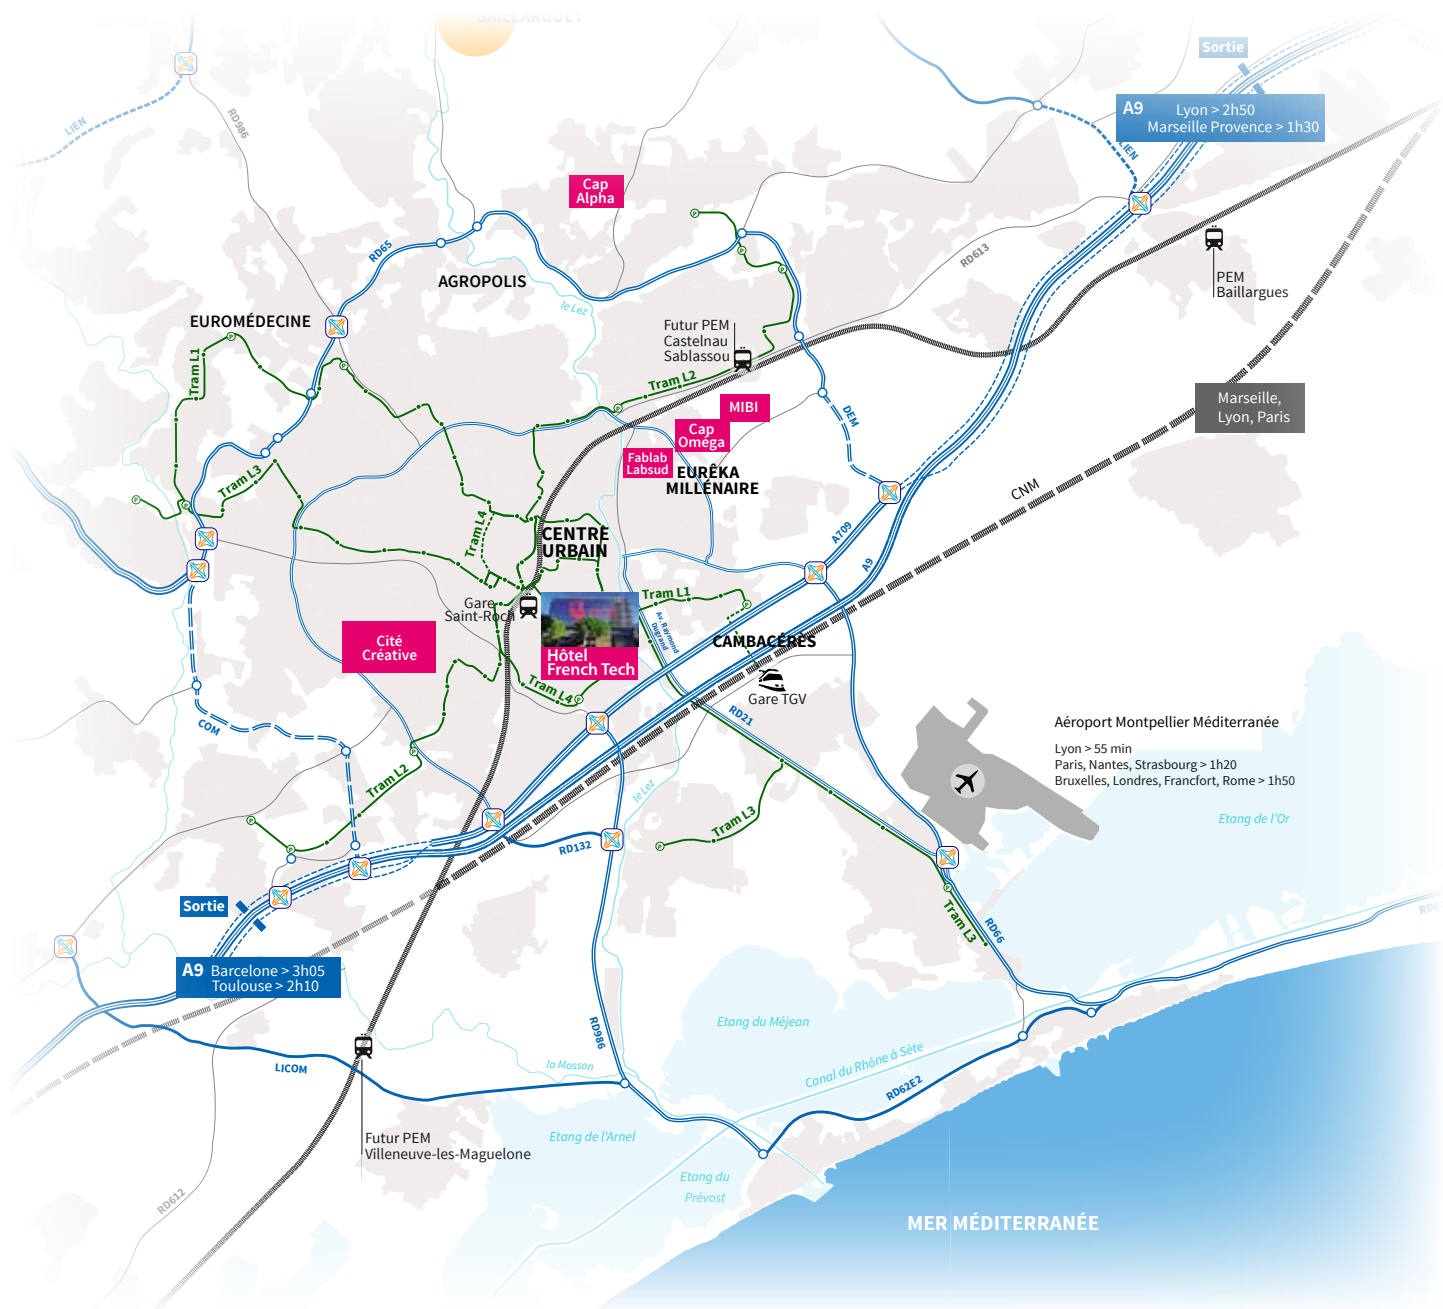 BAILLARGUET
Sortie
A9 Lyon > 2h50
Marseille Provence > 1h30
LIEN
LIEN
RD986
Cap
Alpha
RD65
RD613
AGROPOLIS
le Lez
EUROMÉDECINE
PEM
Baillargues
Futur PEM
Castelnau
Sablassou
Tram L1
Tram L2
MIBI
Marseille,
Lyon, Paris
DEM
Cap
Oméga
Fablab
Labsud
EURÊKA
MILLÉNAIRE
Tram L3
CNM
Tram L4
CENTRE
URBAIN
A709
A9
Gare
Saint-Roch
Tram L1
Av. Raymond
Dugrand
Cité
Créative
CAMBACÉRÈS
Hôtel
French Tech
Tram L4
Gare TGV
COM
RD21
Aéroport Montpellier Méditerranée
Lyon > 55 min
Paris, Nantes, Strasbourg > 1h20
Bruxelles, Londres, Francfort, Rome > 1h50
Tram L2
le Lez
Tram L3
Etang de l'Or
RD132
Sortie
Tram L3
RD66
A9 Barcelone > 3h05
Toulouse > 2h10
Etang du Méjean
RD986
Canal du Rhône à Sète
LICOM
la Mosson
RD62E2
Futur PEM
Villeneuve-les-Maguelone
Etang de l'Arnel
Etang du
Prévost
RD612
MER MÉDITERRANÉE